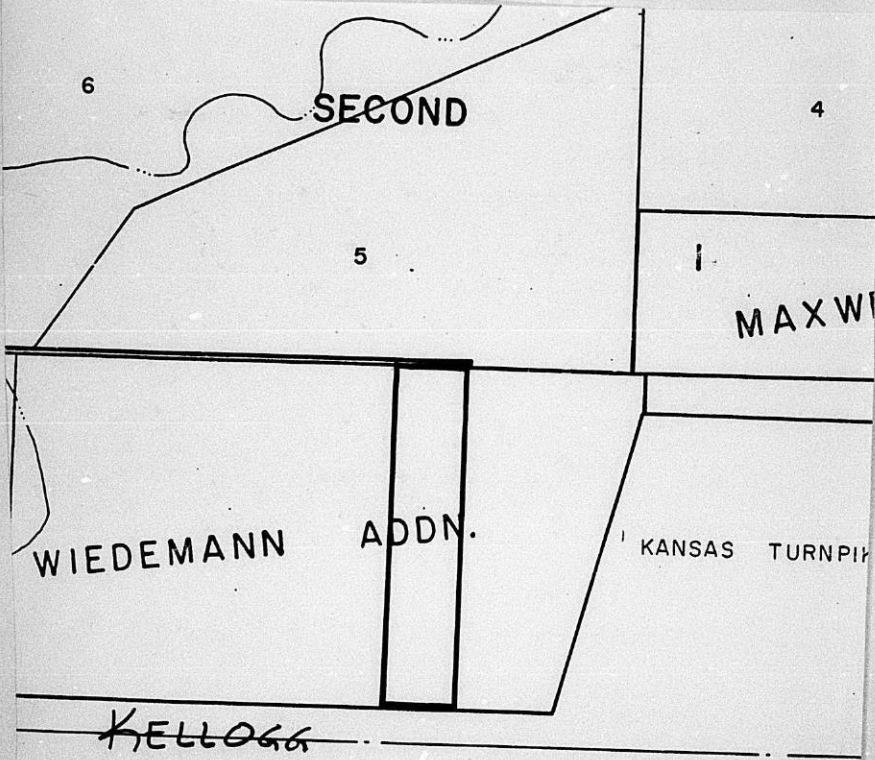 6
SECOND
4
5
1
MAXW
WIEDEMANN ADDN.
KANSAS TURNPI
KELLOGG